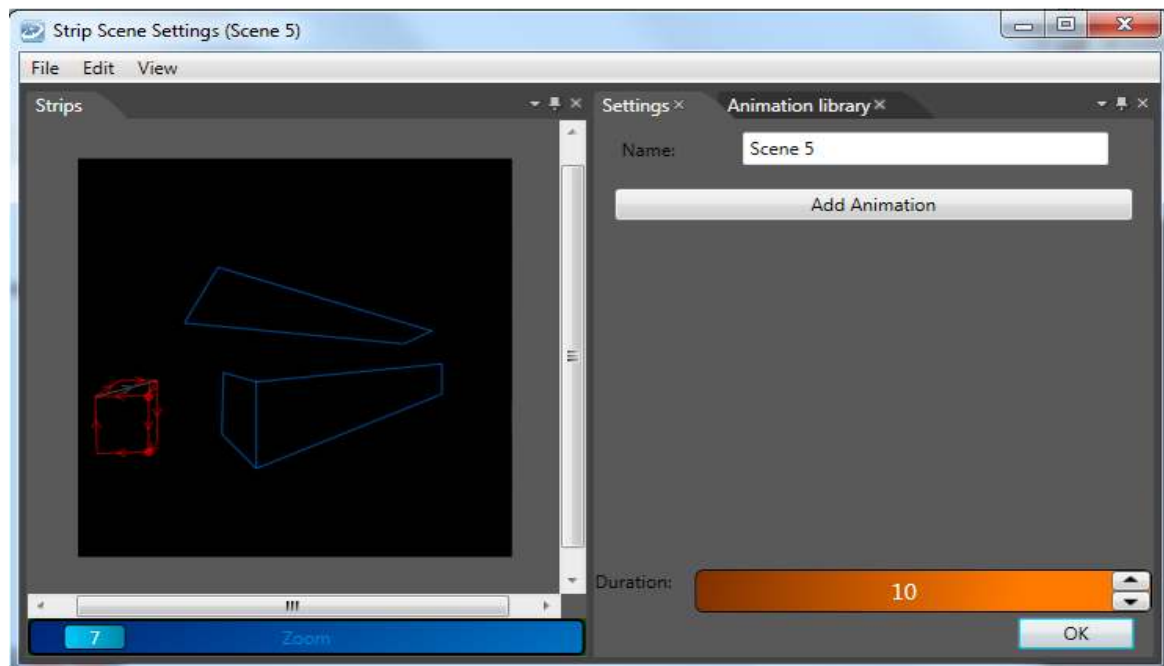 Strip Scene Settings (Scene 5)
File Edit View
Strips
Settings Animation library
Name: Scene 5
Add Animation
Duration: 10
7 Zoom
OK